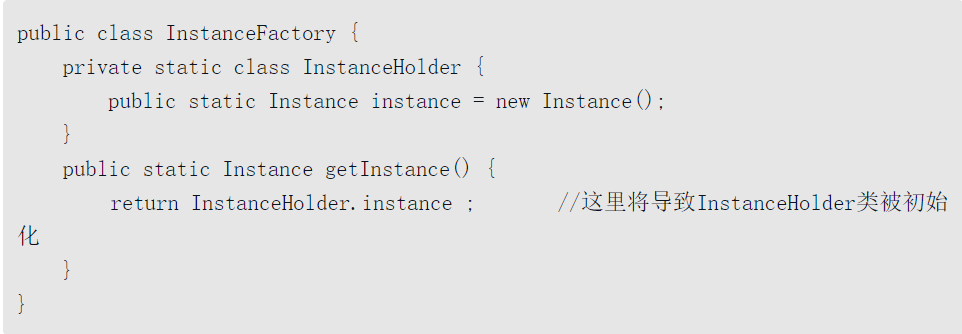 public class InstanceFactory {
    private static class InstanceHolder {
        public static Instance instance = new Instance();
    }
    public static Instance getInstance() {
        return InstanceHolder.instance ;        //这里将导致InstanceHolder类被初始
化
    }
}